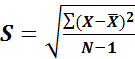 S = √(∑(X−X̄)²/(N−1))